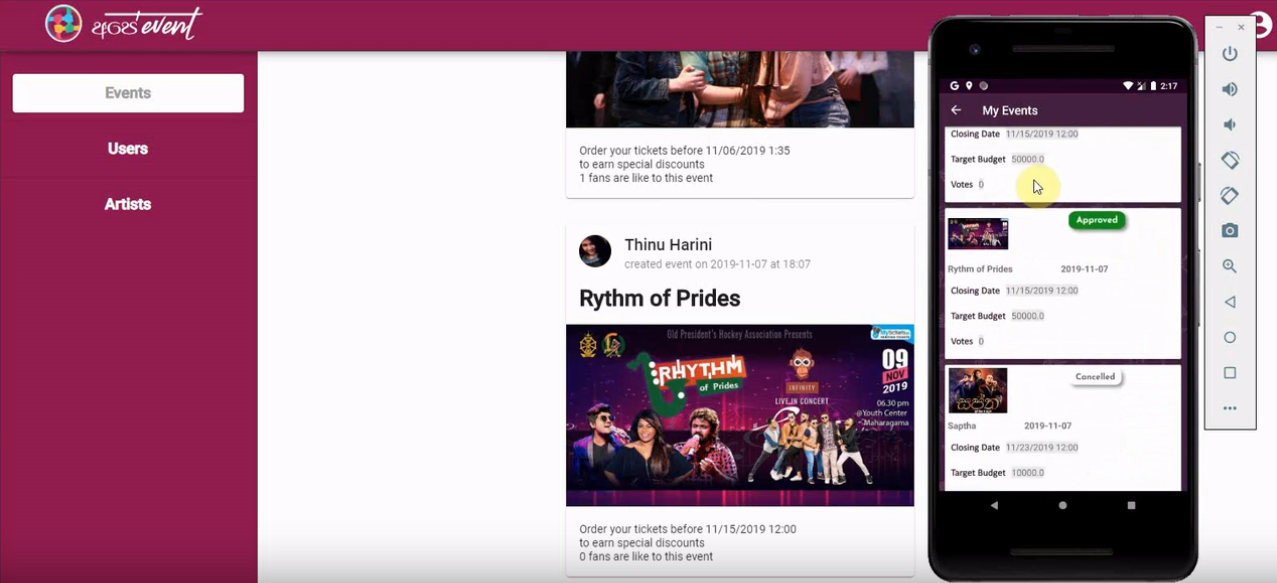 අපේ event
Events
Users
Artists
Order your tickets before 11/06/2019 1:35
to earn special discounts
1 fans are like to this event
Thinu Harini
created event on 2019-11-07 at 18:07
Rythm of Prides
Old President's Hockey Association Presents
RHYTHM
of Prides
INFINITY
LIVE IN CONCERT
09
NOV
2019
06.30 pm
@Youth Center
-Maharagama
Order your tickets before 11/15/2019 12:00
to earn special discounts
0 fans are like to this event
2:17
My Events
Closing Date 11/15/2019 12:00
Target Budget 50000.0
Votes 0
Approved
Rythm of Prides 2019-11-07
Closing Date 11/15/2019 12:00
Target Budget 50000.0
Votes 0
Cancelled
සප්ත
Saptha 2019-11-07
Closing Date 11/23/2019 12:00
Target Budget 10000.0